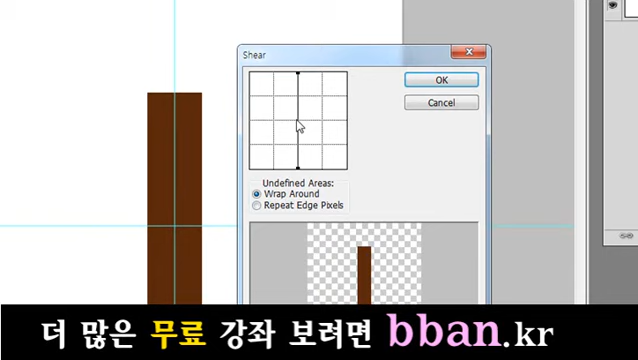 Shear
OK
Cancel
Undefined Areas:
Wrap Around
Repeat Edge Pixels
더 많은 무료 강좌 보려면 bban.kr